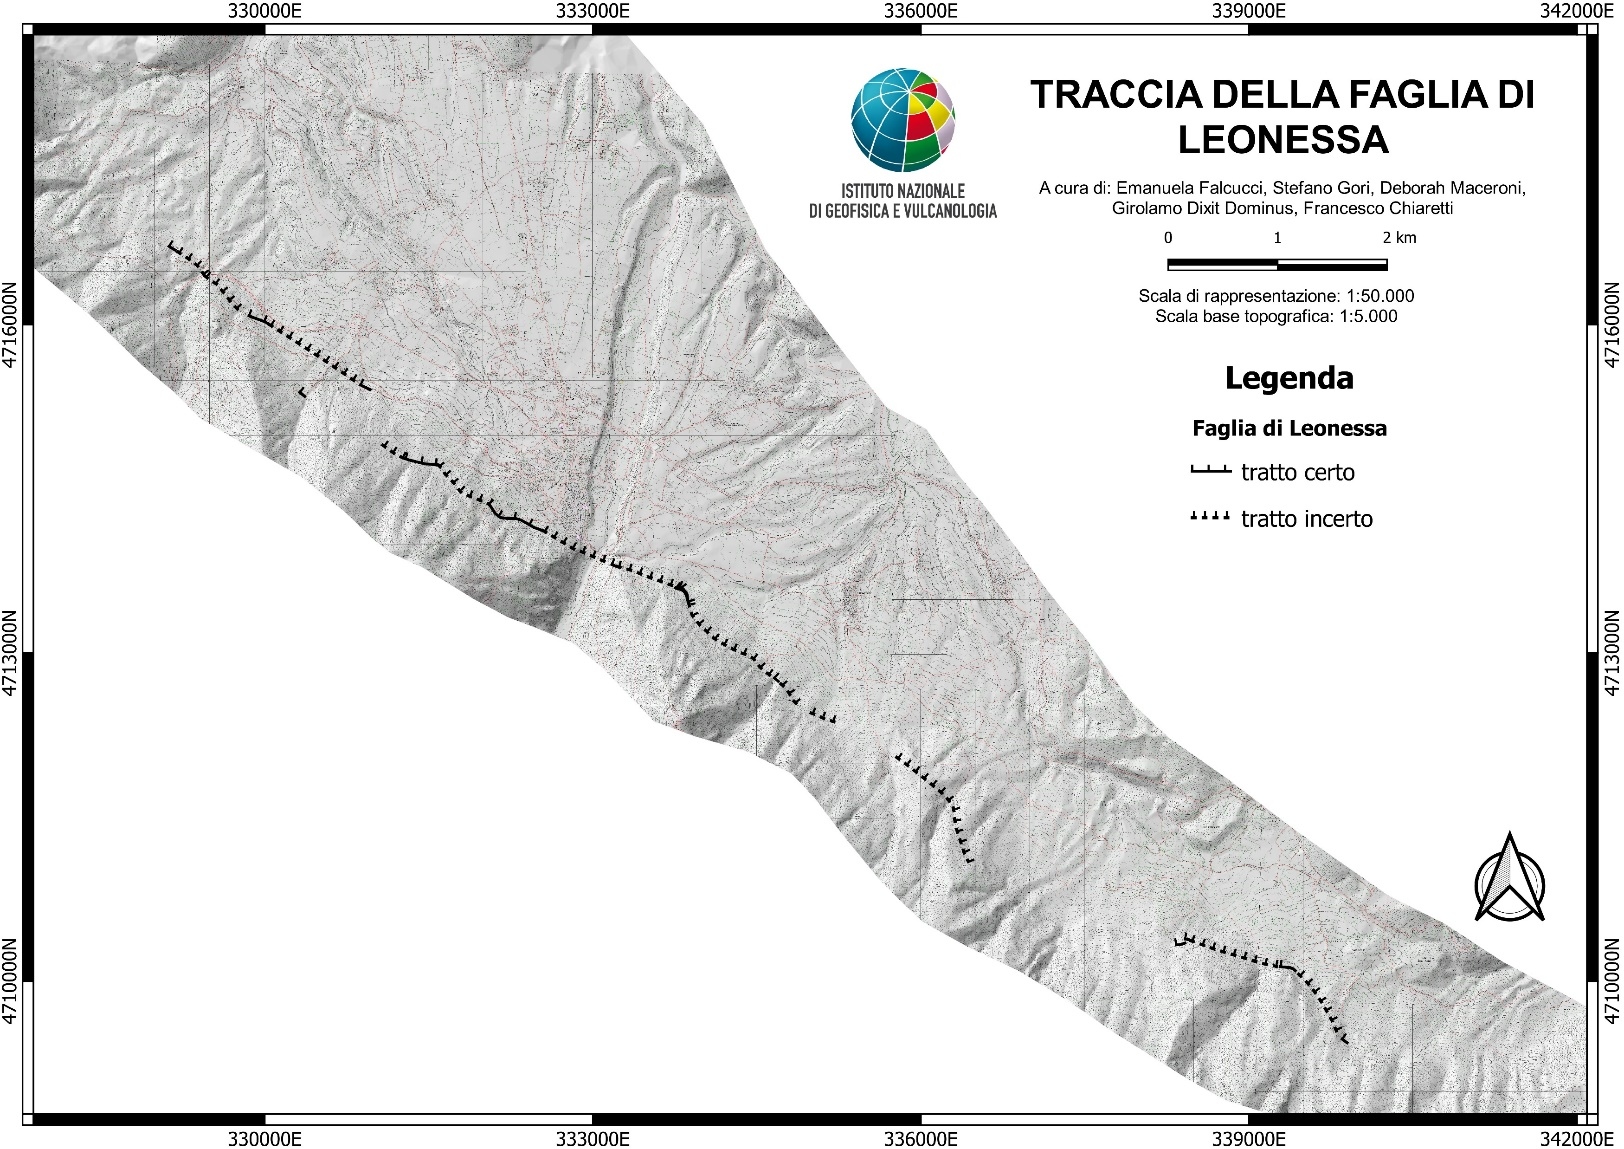 330000E 333000E 336000E 339000E 342000E
TRACCIA DELLA FAGLIA DI
LEONESSA
ISTITUTO NAZIONALE
DI GEOFISICA E VULCANOLOGIA
A cura di: Emanuela Falcucci, Stefano Gori, Deborah Maceroni,
Girolamo Dixit Dominus, Francesco Chiaretti
0 1 2 km
Scala di rappresentazione: 1:50.000
Scala base topografica: 1:5.000
Legenda
Faglia di Leonessa
tratto certo
tratto incerto
4716000N
4713000N
4710000N
4716000N
4713000N
4710000N
330000E 333000E 336000E 339000E 342000E